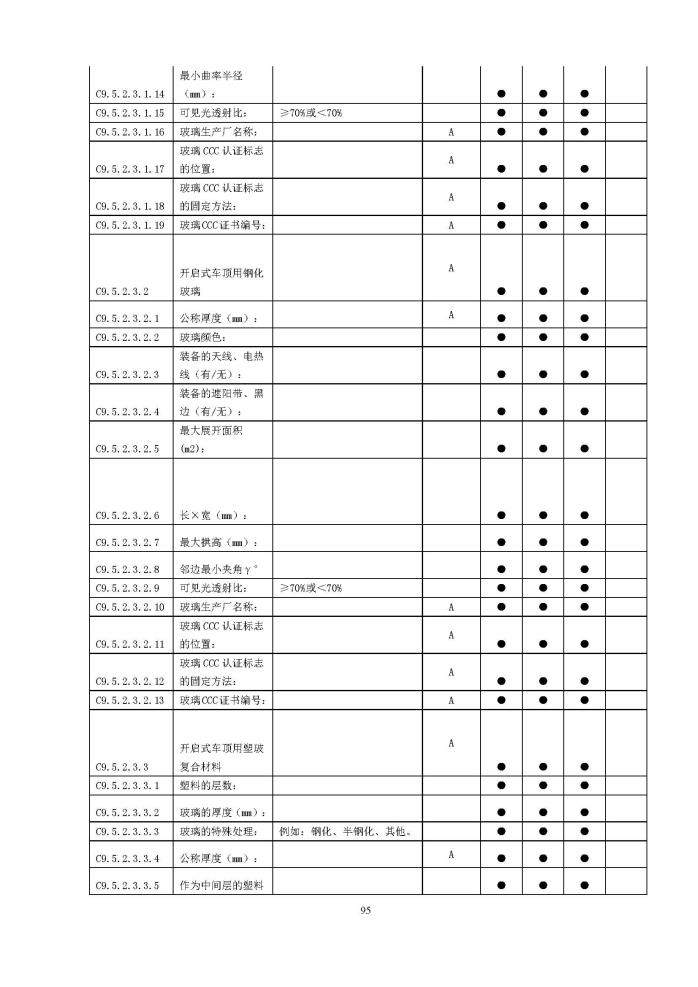 最小曲率半径
C9.5.2.3.1.14 （mm）： ● ● ●
C9.5.2.3.1.15 可见光透射比： ≥70%或＜70% ● ● ●
C9.5.2.3.1.16 玻璃生产厂名称： A ● ● ●
玻璃 CCC 认证标志
A
C9.5.2.3.1.17 的位置： ● ● ●
玻璃 CCC 认证标志
A
C9.5.2.3.1.18 的固定方法： ● ● ●
C9.5.2.3.1.19 玻璃CCC证书编号： A ● ● ●
A
开启式车顶用钢化
C9.5.2.3.2 玻璃 ● ● ●
C9.5.2.3.2.1 公称厚度（mm）： A ● ● ●
C9.5.2.3.2.2 玻璃颜色： ● ● ●
装备的天线、电热
C9.5.2.3.2.3 线（有/无）： ● ● ●
装备的遮阳带、黑
C9.5.2.3.2.4 边（有/无）： ● ● ●
最大展开面积
C9.5.2.3.2.5 (m2)： ● ● ●
C9.5.2.3.2.6 长×宽（mm）： ● ● ●
C9.5.2.3.2.7 最大拱高（mm）： ● ● ●
C9.5.2.3.2.8 邻边最小夹角γ° ● ● ●
C9.5.2.3.2.9 可见光透射比： ≥70%或＜70% ● ● ●
C9.5.2.3.2.10 玻璃生产厂名称： A ● ● ●
玻璃 CCC 认证标志
A
C9.5.2.3.2.11 的位置： ● ● ●
玻璃 CCC 认证标志
A
C9.5.2.3.2.12 的固定方法： ● ● ●
C9.5.2.3.2.13 玻璃CCC证书编号： A ● ● ●
A
开启式车顶用塑玻
C9.5.2.3.3 复合材料 ● ● ●
C9.5.2.3.3.1 塑料的层数： ● ● ●
C9.5.2.3.3.2 玻璃的厚度（mm）： ● ● ●
C9.5.2.3.3.3 玻璃的特殊处理： 例如：钢化、半钢化、其他。 ● ● ●
C9.5.2.3.3.4 公称厚度（mm）： A ● ● ●
C9.5.2.3.3.5 作为中间层的塑料 ● ● ●
95